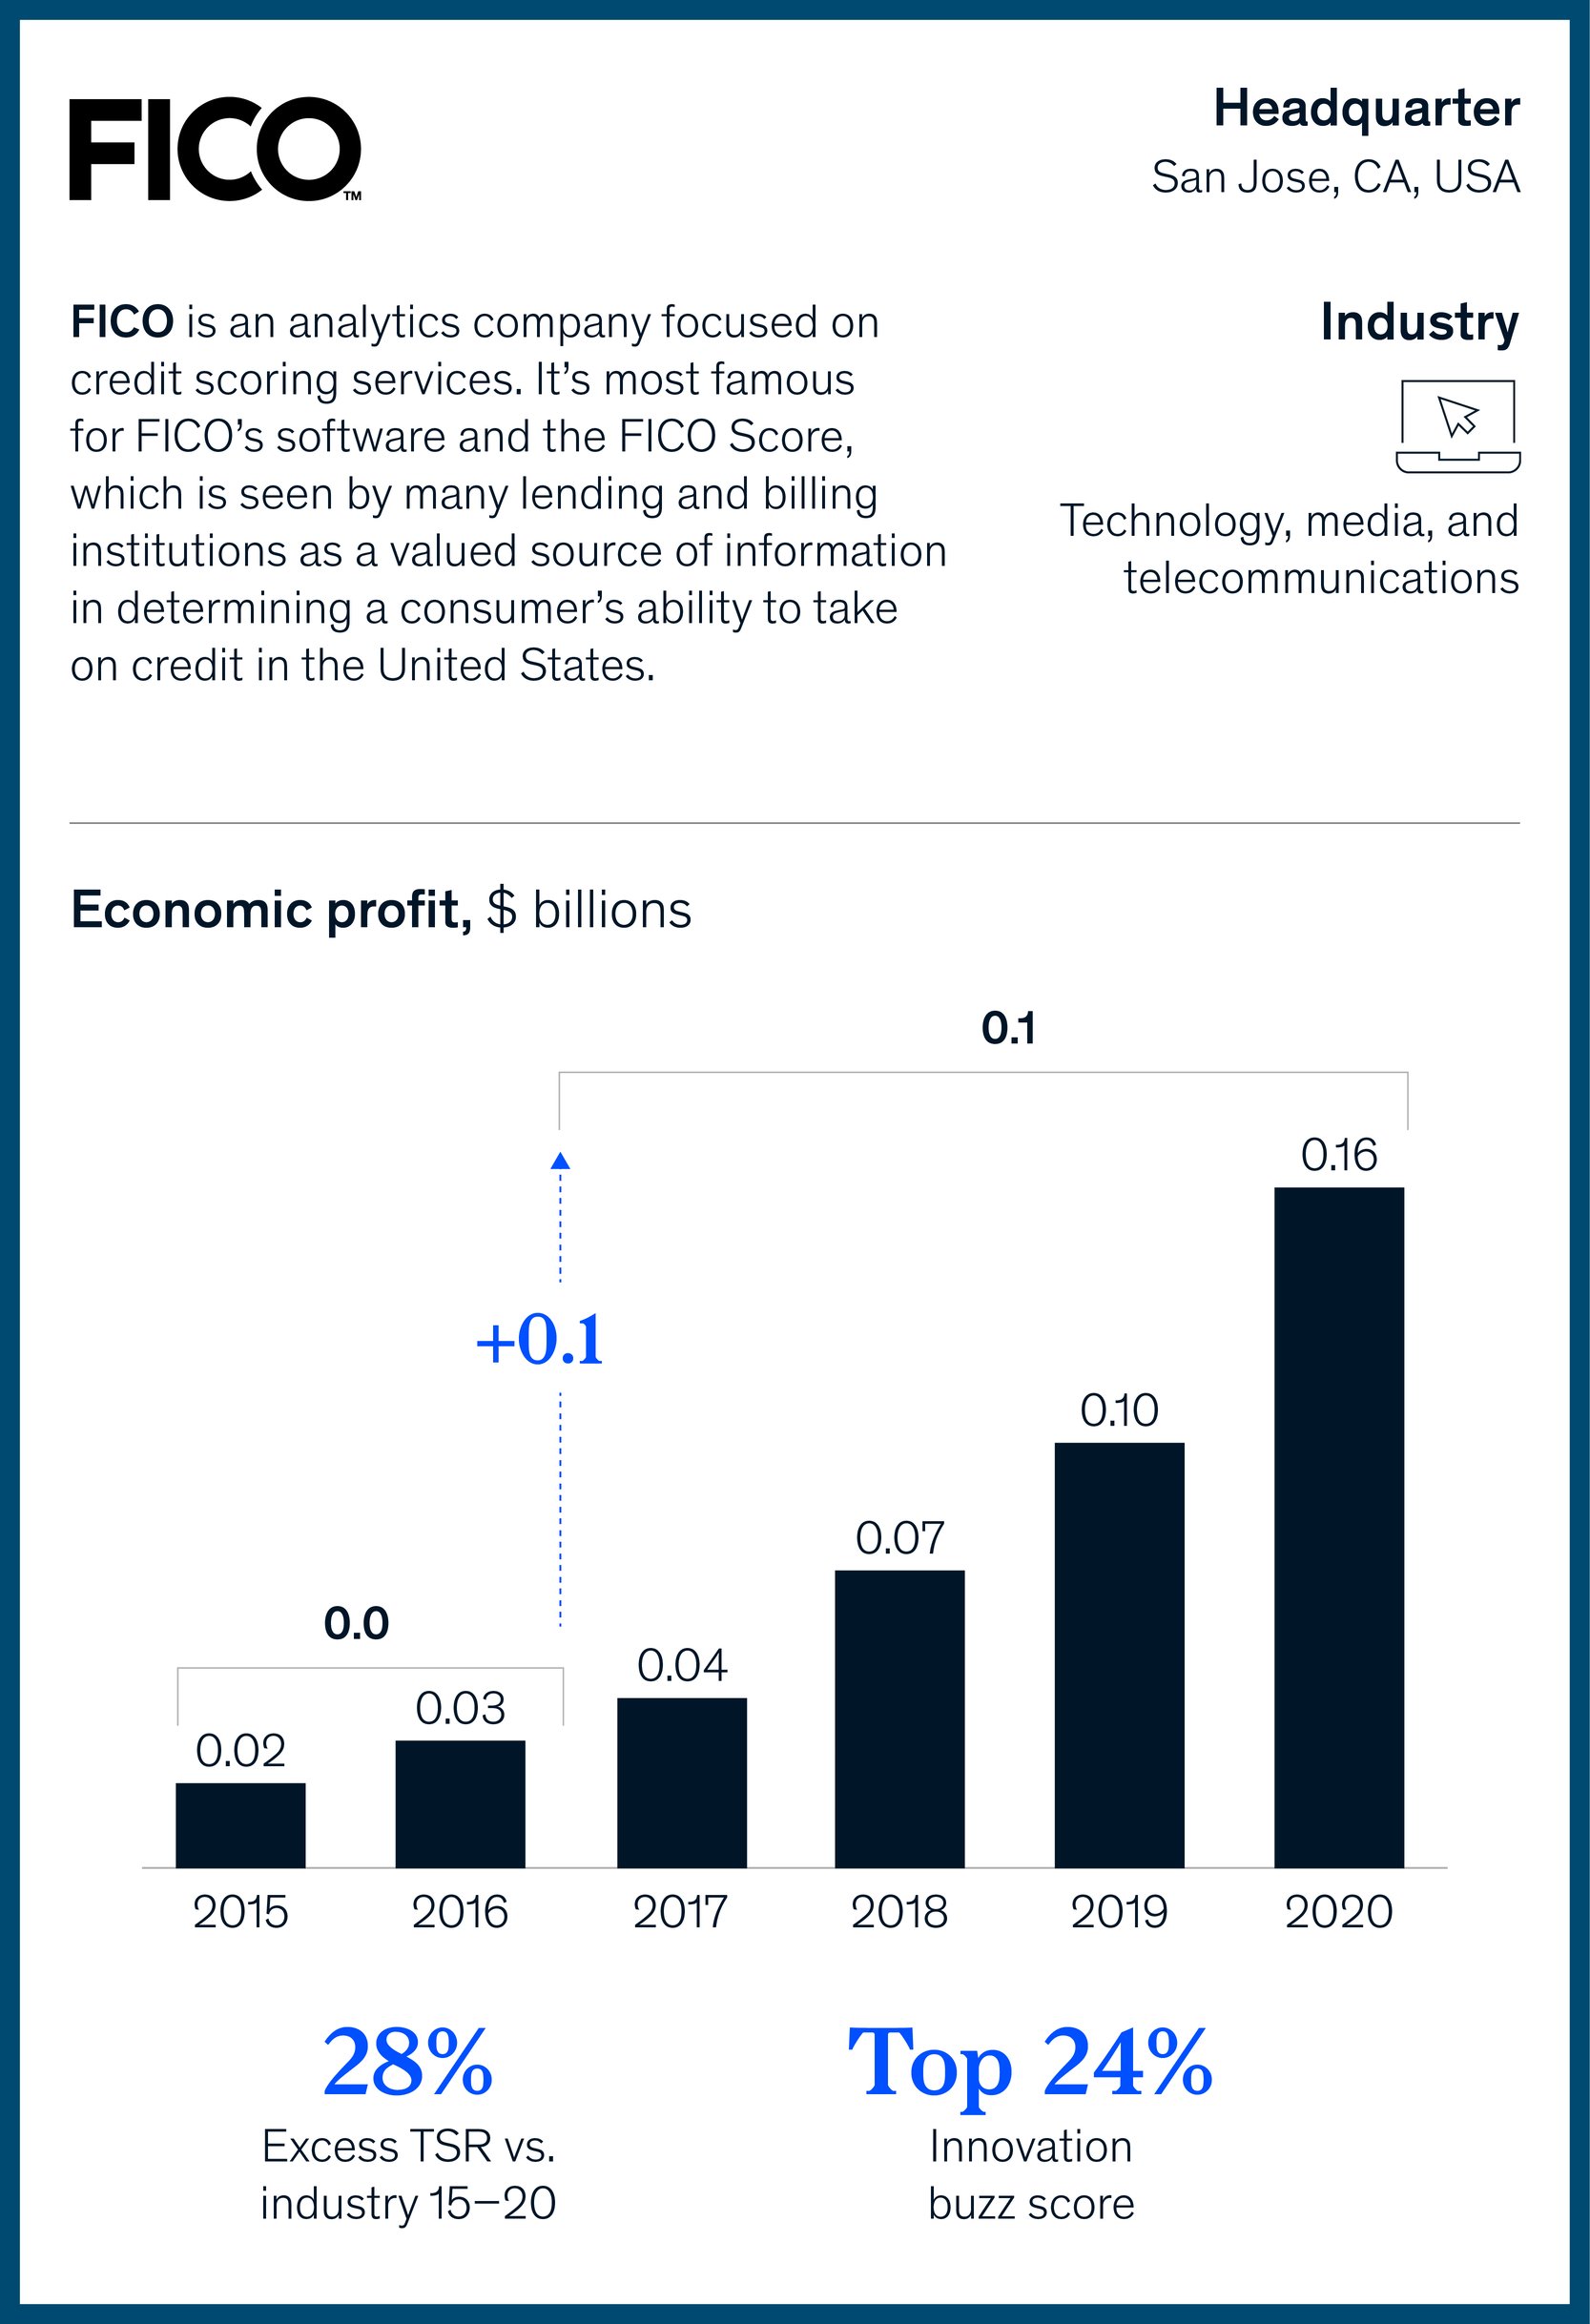 FICO™
Headquarter
San Jose, CA, USA
FICO is an analytics company focused on
credit scoring services. It’s most famous
for FICO’s software and the FICO Score,
which is seen by many lending and billing
institutions as a valued source of information
in determining a consumer’s ability to take
on credit in the United States.
Industry
Technology, media, and
telecommunications
Economic profit, $ billions
0.1
0.16
+0.1
0.10
0.07
0.0
0.04
0.03
0.02
2015 2016 2017 2018 2019 2020
28%
Excess TSR vs.
industry 15–20
Top 24%
Innovation
buzz score